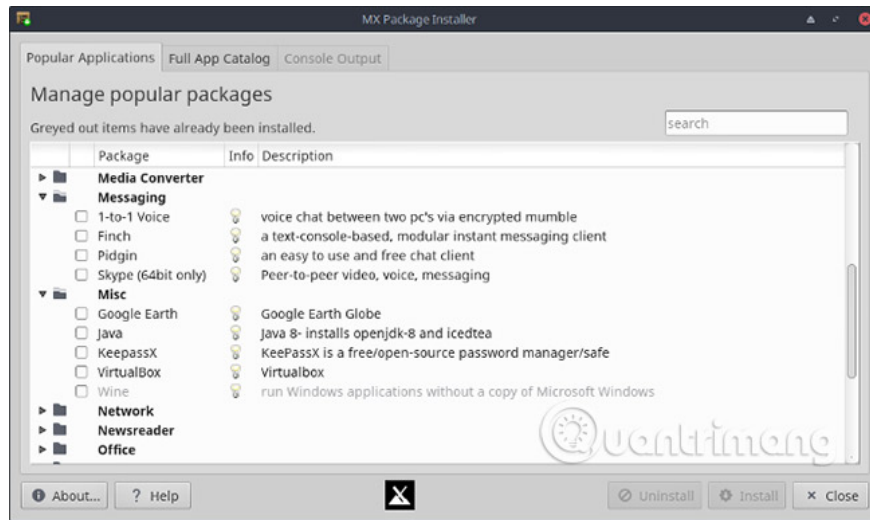 MX Package Installer
Popular Applications Full App Catalog Console Output
Manage popular packages
Greyed out items have already been installed.
search
Package Info Description
Media Converter
Messaging
1-to-1 Voice voice chat between two pc's via encrypted mumble
Finch a text-console-based, modular instant messaging client
Pidgin an easy to use and free chat client
Skype (64bit only) Peer-to-peer video, voice, messaging
Misc
Google Earth Google Earth Globe
Java Java 8- installs openjdk-8 and icedtea
KeepassX KeePassX is a free/open-source password manager/safe
VirtualBox Virtualbox
Wine run Windows applications without a copy of Microsoft Windows
Network
Newsreader
Office
Quantrimang
About... ? Help Uninstall Install Close